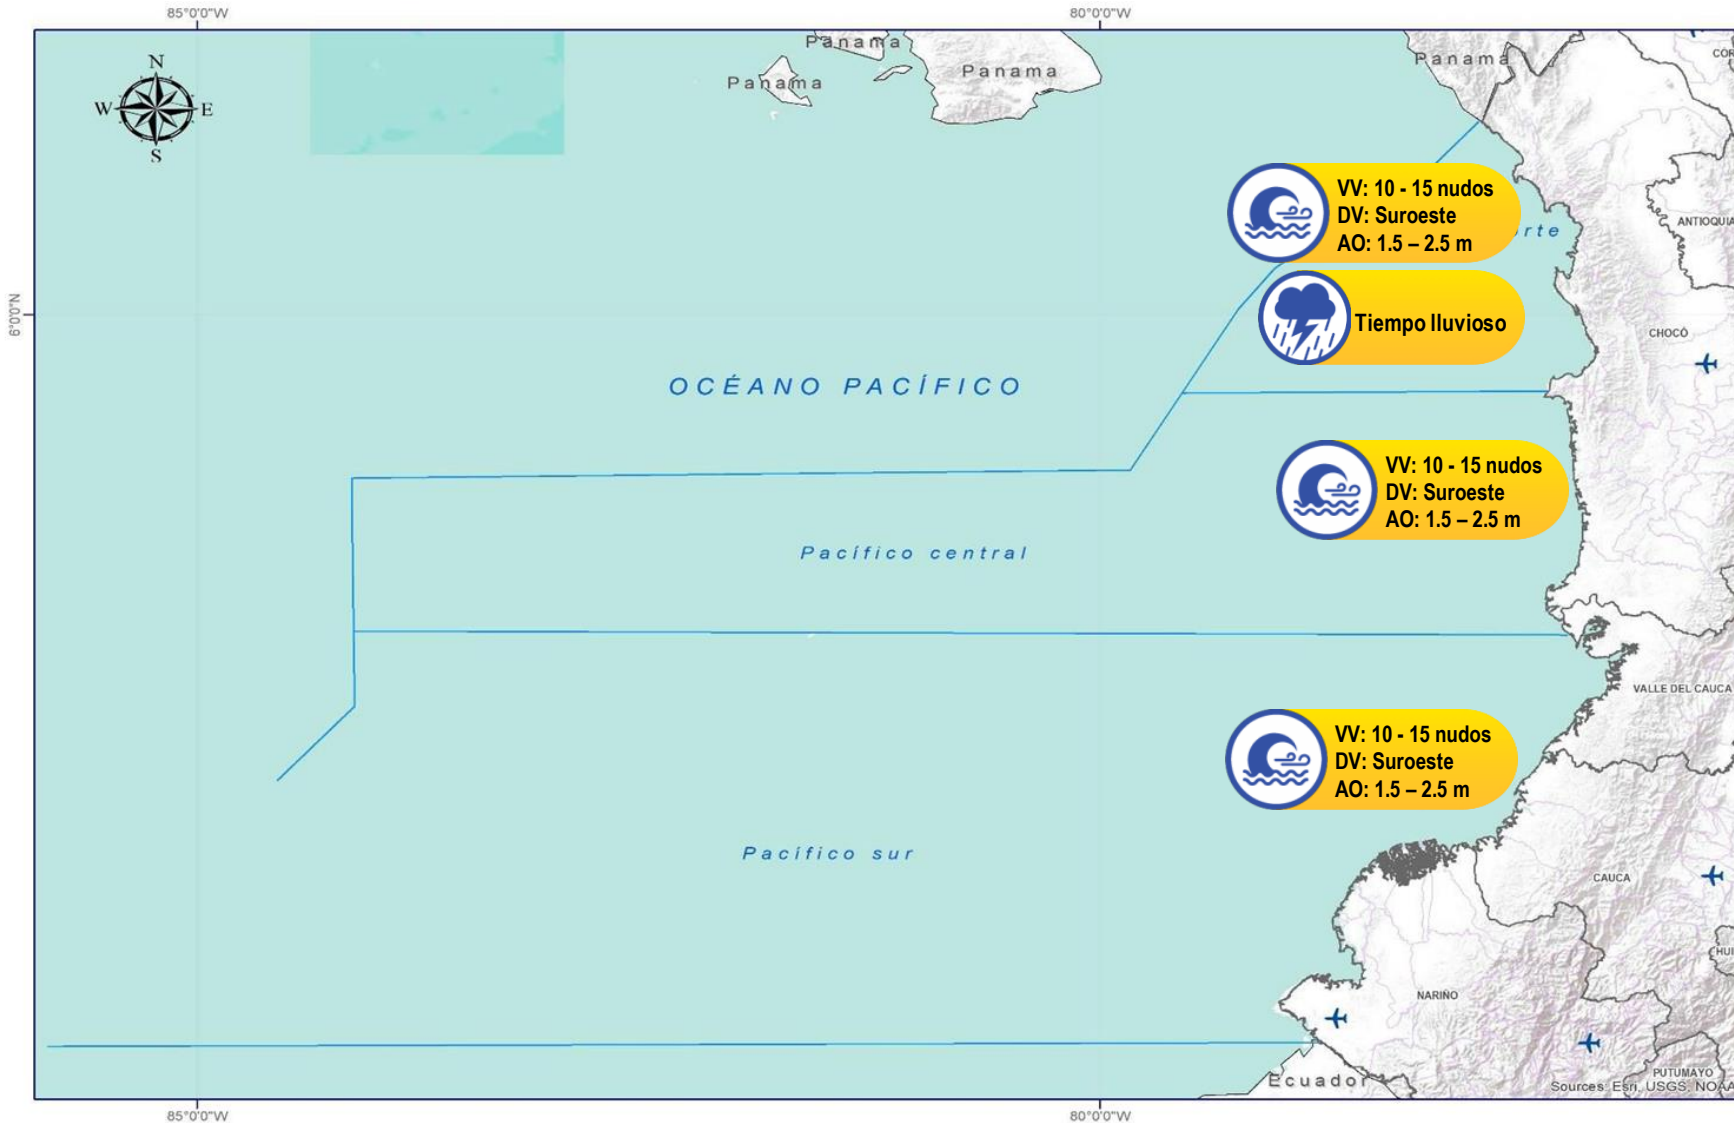 85°0'0"W
80°0'0"W
Panama
Panama
Panama
Panama
N
W
E
S
VV: 10 - 15 nudos
DV: Suroeste
AO: 1.5 – 2.5 m
ANTIOQUIA
6°0'0"N
Tiempo lluvioso
CHOCÓ
OCÉANO PACÍFICO
VV: 10 - 15 nudos
DV: Suroeste
AO: 1.5 – 2.5 m
Pacífico central
VALLE DEL CAUCA
VV: 10 - 15 nudos
DV: Suroeste
AO: 1.5 – 2.5 m
Pacífico sur
CAUCA
NARIÑO
PUTUMAYO
Ecuador
Sources: Esri, USGS, NOAA
85°0'0"W
80°0'0"W